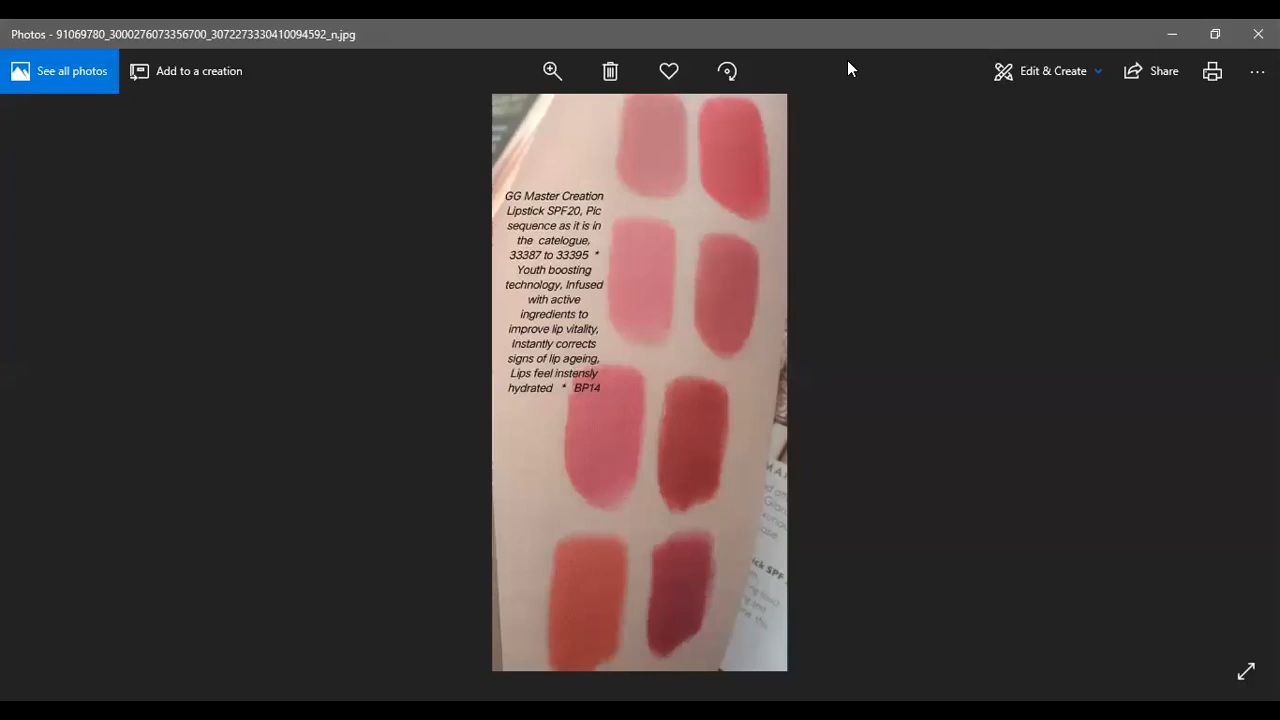 Photos - 91069780_3000276073356700_3072273330410094592_n.jpg
See all photos
Add to a creation
Edit & Create
Share
GG Master Creation
Lipstick SPF20, Pic
sequence as it is in
the catelogue,
33387 to 33395 *
Youth boosting
technology, Infused
with active
ingredients to
improve lip vitality,
Instantly corrects
signs of lip ageing,
Lips feel instensly
hydrated * BP14